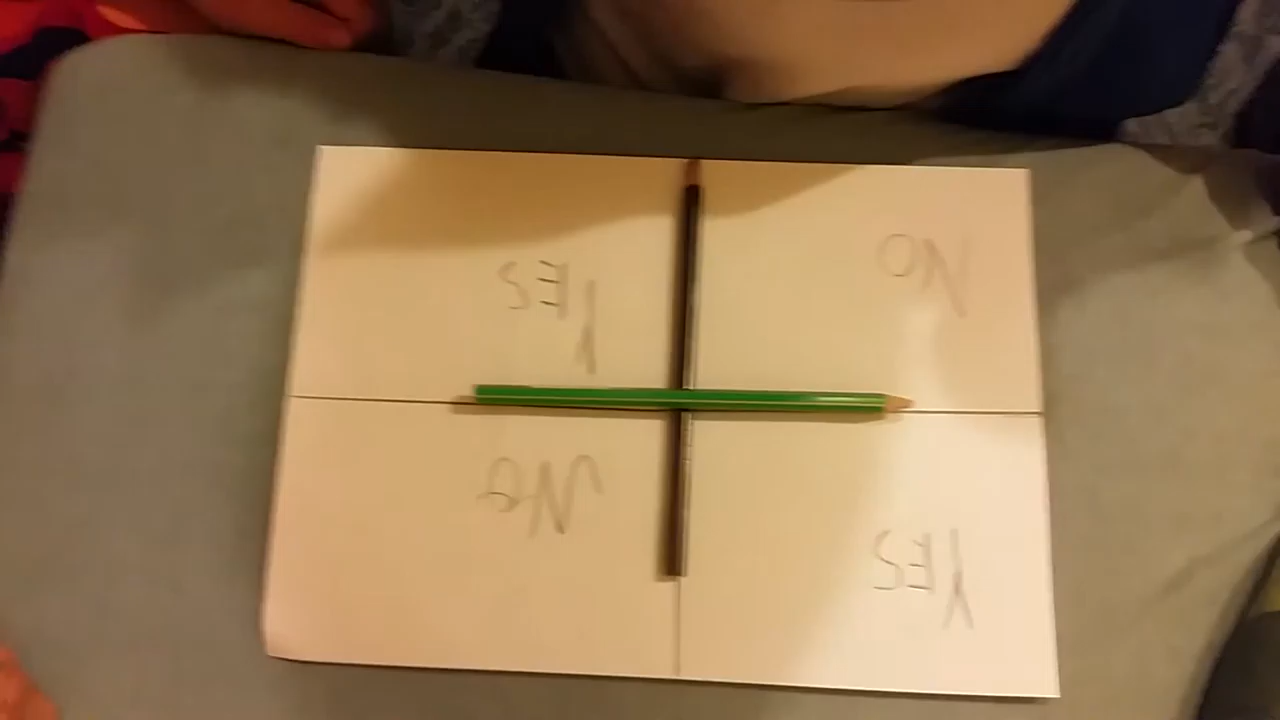 NO YES
YES NO